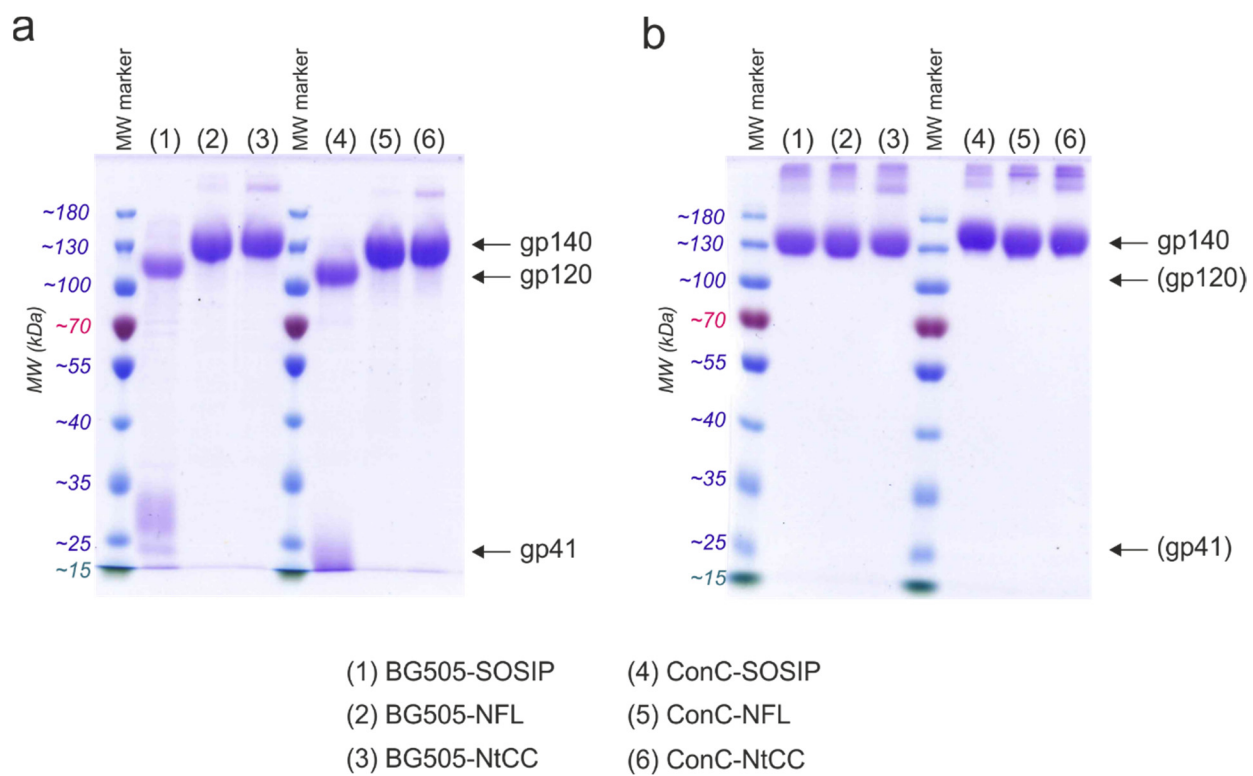 a
MW marker
(1)
(2)
(3)
MW marker
(4)
(5)
(6)
MW (kDa)
~180
~130
~100
~70
~55
~40
~35
~25
~15
gp140
gp120
gp41
b
MW marker
(1)
(2)
(3)
MW marker
(4)
(5)
(6)
MW (kDa)
~180
~130
~100
~70
~55
~40
~35
~25
~15
gp140
(gp120)
(gp41)
(1) BG505-SOSIP
(2) BG505-NFL
(3) BG505-NtCC
(4) ConC-SOSIP
(5) ConC-NFL
(6) ConC-NtCC